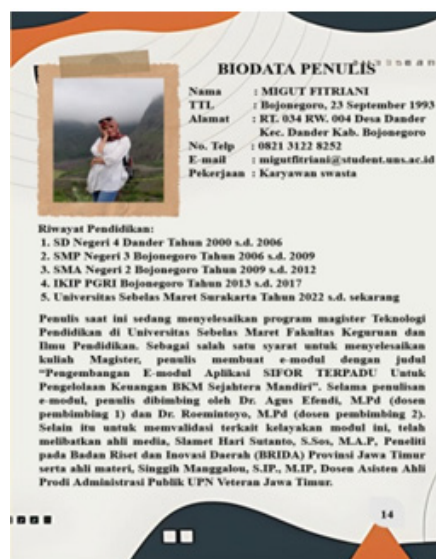 BIODATA PENULIS
Nama : MIGUT FITRIANI
TTL : Bojonegoro, 23 September 1993
Alamat : RT. 034 RW. 004 Desa Dander
Kec. Dander Kab. Bojonegoro
No. Telp : 0821 3122 8252
E-mail : migutfitriani@student.uns.ac.id
Pekerjaan : Karyawan swasta
Riwayat Pendidikan:
1. SD Negeri 4 Dander Tahun 2000 s.d. 2006
2. SMP Negeri 3 Bojonegoro Tahun 2006 s.d. 2009
3. SMA Negeri 2 Bojonegoro Tahun 2009 s.d. 2012
4. IKIP PGRI Bojonegoro Tahun 2013 s.d. 2017
5. Universitas Sebelas Maret Surakarta Tahun 2022 s.d. sekarang
Penulis saat ini sedang menyelesaikan program magister Teknologi
Pendidikan di Universitas Sebelas Maret Fakultas Keguruan dan
Ilmu Pendidikan. Sebagai salah satu syarat untuk menyelesaikan
kuliah Magister, penulis membuat e-modul dengan judul
“Pengembangan E-modul Aplikasi SIFOR TERPADU Untuk
Pengelolaan Keuangan BKM Sejahtera Mandiri”. Selama penulisan
e-modul, penulis dibimbing oleh Dr. Agus Efendi, M.Pd (dosen
pembimbing 1) dan Dr. Roemintoyo, M.Pd (dosen pembimbing 2).
Selain itu untuk memvalidasi terkait kelayakan modul ini, telah
melibatkan ahli media, Slamet Hari Sutanto, S.Sos, M.A.P, Peneliti
pada Badan Riset dan Inovasi Daerah (BRIDA) Provinsi Jawa Timur
serta ahli materi, Singgih Manggalou, S.IP., M.IP, Dosen Asisten Ahli
Prodi Administrasi Publik UPN Veteran Jawa Timur.
14